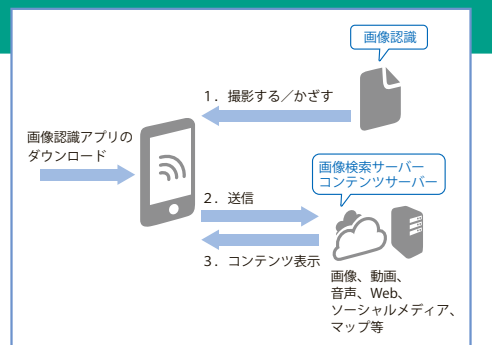 画像認識
1．撮影する／かざす
画像認識アプリの
ダウンロード
画像検索サーバー
コンテンツサーバー
2．送信
3．コンテンツ表示
画像、動画、
音声、Web、
ソーシャルメディア、
マップ等